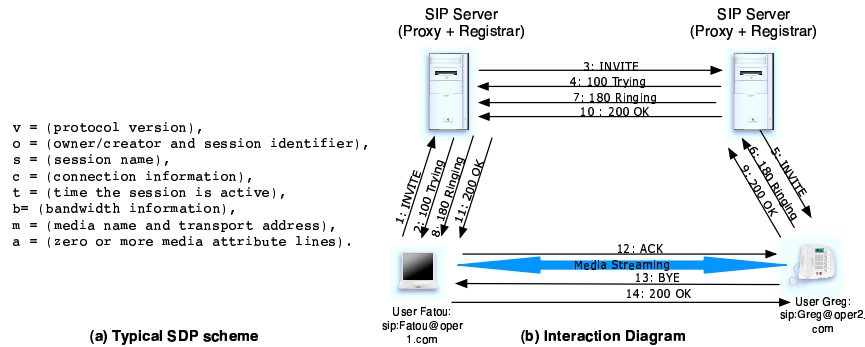 SIP Server
(Proxy + Registrar)
SIP Server
(Proxy + Registrar)
3: INVITE
4: 100 Trying
7: 180 Ringing
10 : 200 OK
v = (protocol version),
o = (owner/creator and session identifier),
s = (session name),
c = (connection information),
t = (time the session is active),
b= (bandwidth information),
m = (media name and transport address),
a = (zero or more media attribute lines).
1: INVITE
2: 100 Trying
8: 180 Ringing
11: 200 OK
5: INVITE
6: 180 Ringing
9: 200 OK
12: ACK
Media Streaming
13: BYE
14: 200 OK
User Fatou:
sip:Fatou@oper
1.com
User Greg:
sip:Greg@oper2.
com
(a) Typical SDP scheme
(b) Interaction Diagram